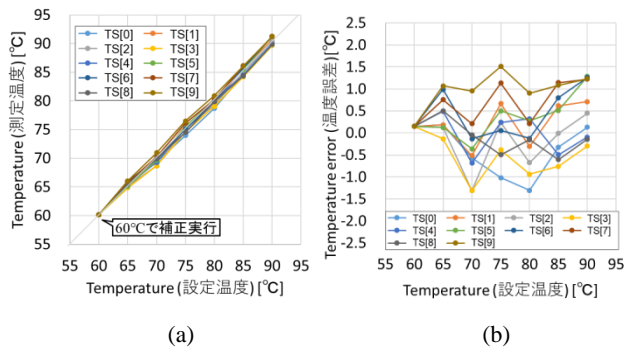 Temperature (測定温度) [℃]
95
90
85
80
75
70
65
60
55
TS[0] TS[1]
TS[2] TS[3]
TS[4] TS[5]
TS[6] TS[7]
TS[8] TS[9]
60℃で補正実行
55 60 65 70 75 80 85 90 95
Temperature (設定温度) [℃]
(a)
Temperature error (温度誤差) [℃]
2.5
2.0
1.5
1.0
0.5
0.0
-0.5
-1.0
-1.5
-2.0
-2.5
TS[0] TS[1] TS[2] TS[3]
TS[4] TS[5] TS[6] TS[7]
TS[8] TS[9]
55 60 65 70 75 80 85 90 95
Temperature (設定温度) [℃]
(b)